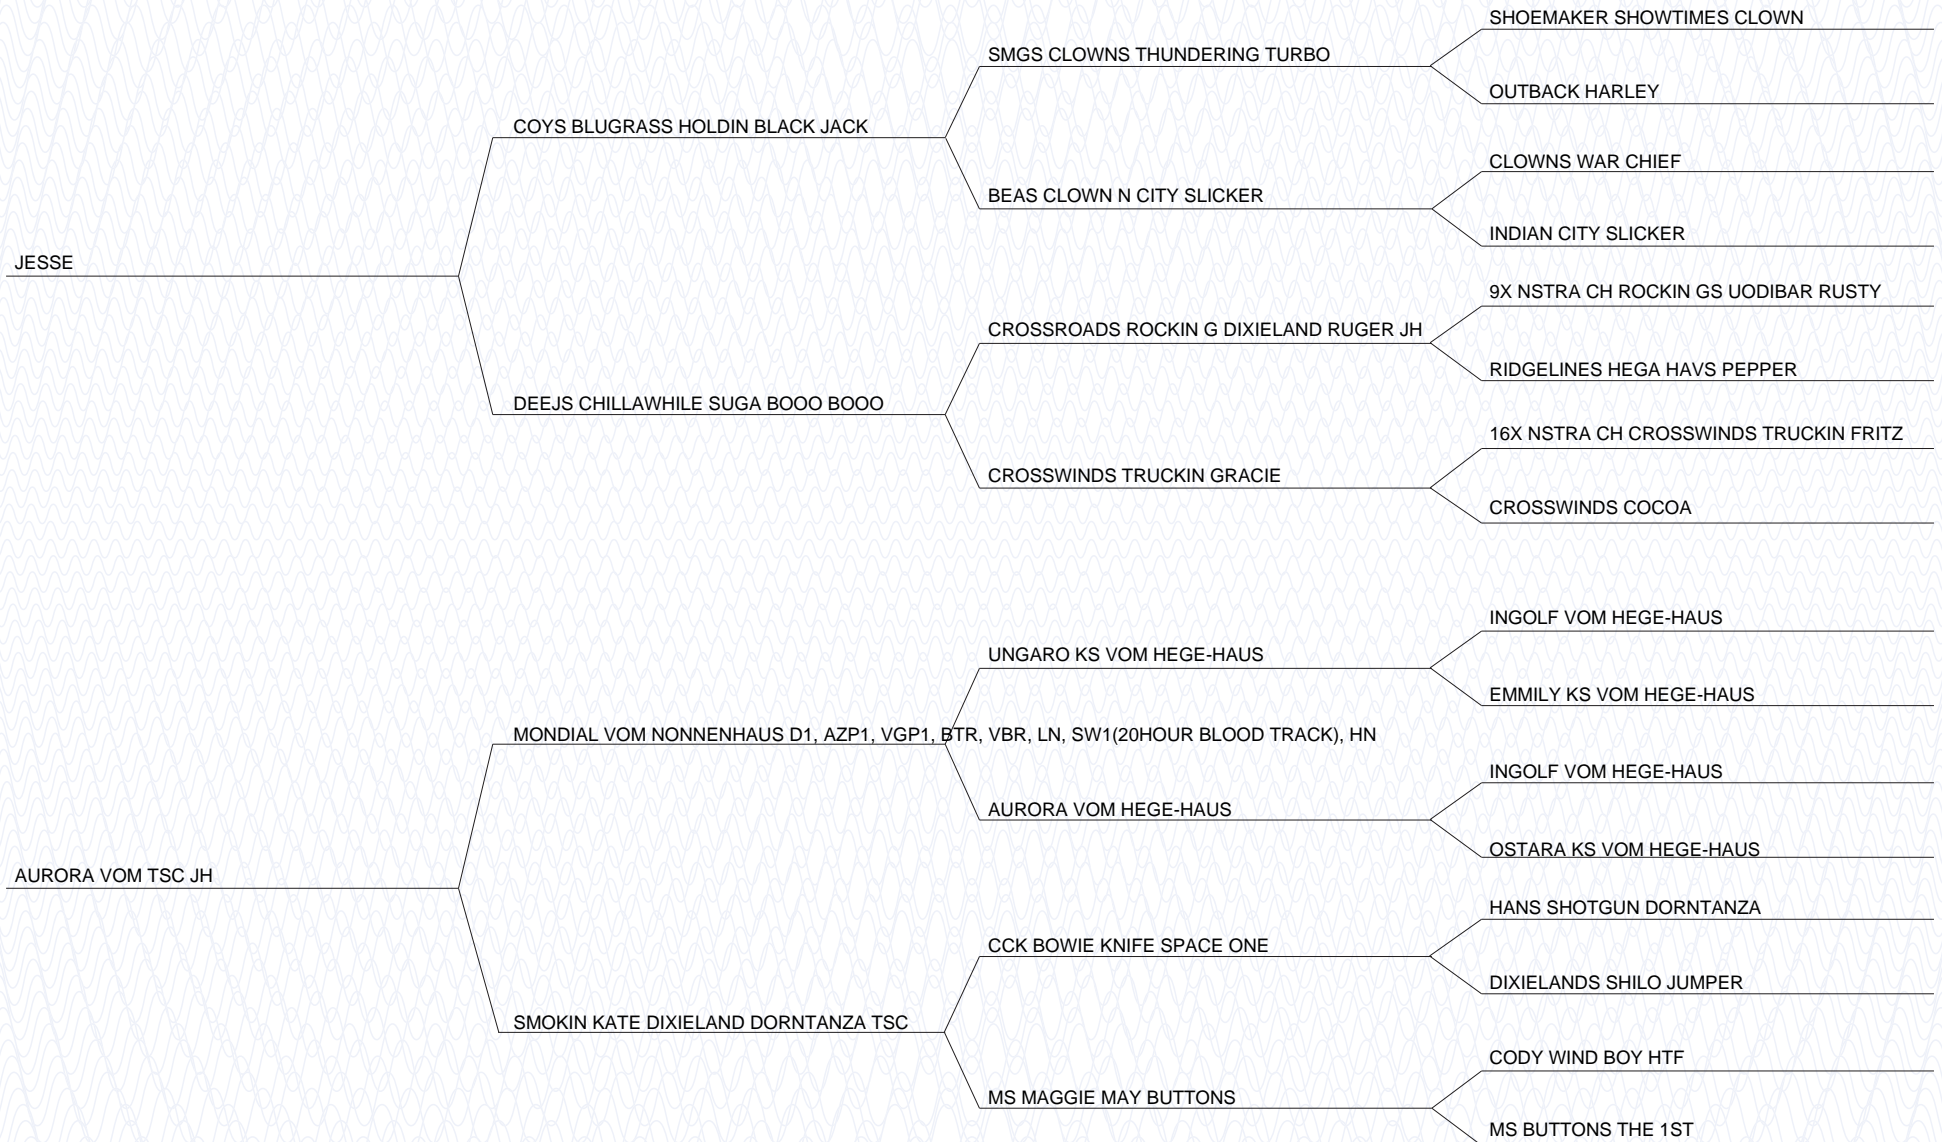 SHOEMAKER SHOWTIMES CLOWN
SMGS CLOWNS THUNDERING TURBO
OUTBACK HARLEY
COYS BLUGRASS HOLDIN BLACK JACK
CLOWNS WAR CHIEF
BEAS CLOWN N CITY SLICKER
INDIAN CITY SLICKER
JESSE
9X NSTRA CH ROCKIN GS UODIBAR RUSTY
CROSSROADS ROCKIN G DIXIELAND RUGER JH
RIDGELINES HEGA HAVS PEPPER
DEEJS CHILLAWHILE SUGA BOOO BOOO
16X NSTRA CH CROSSWINDS TRUCKIN FRITZ
CROSSWINDS TRUCKIN GRACIE
CROSSWINDS COCOA
INGOLF VOM HEGE-HAUS
UNGARO KS VOM HEGE-HAUS
EMMILY KS VOM HEGE-HAUS
MONDIAL VOM NONNENHAUS D1, AZP1, VGP1, BTR, VBR, LN, SW1(20HOUR BLOOD TRACK), HN
INGOLF VOM HEGE-HAUS
AURORA VOM HEGE-HAUS
OSTARA KS VOM HEGE-HAUS
AURORA VOM TSC JH
HANS SHOTGUN DORNTANZA
CCK BOWIE KNIFE SPACE ONE
DIXIELANDS SHILO JUMPER
SMOKIN KATE DIXIELAND DORNTANZA TSC
CODY WIND BOY HTF
MS MAGGIE MAY BUTTONS
MS BUTTONS THE 1ST